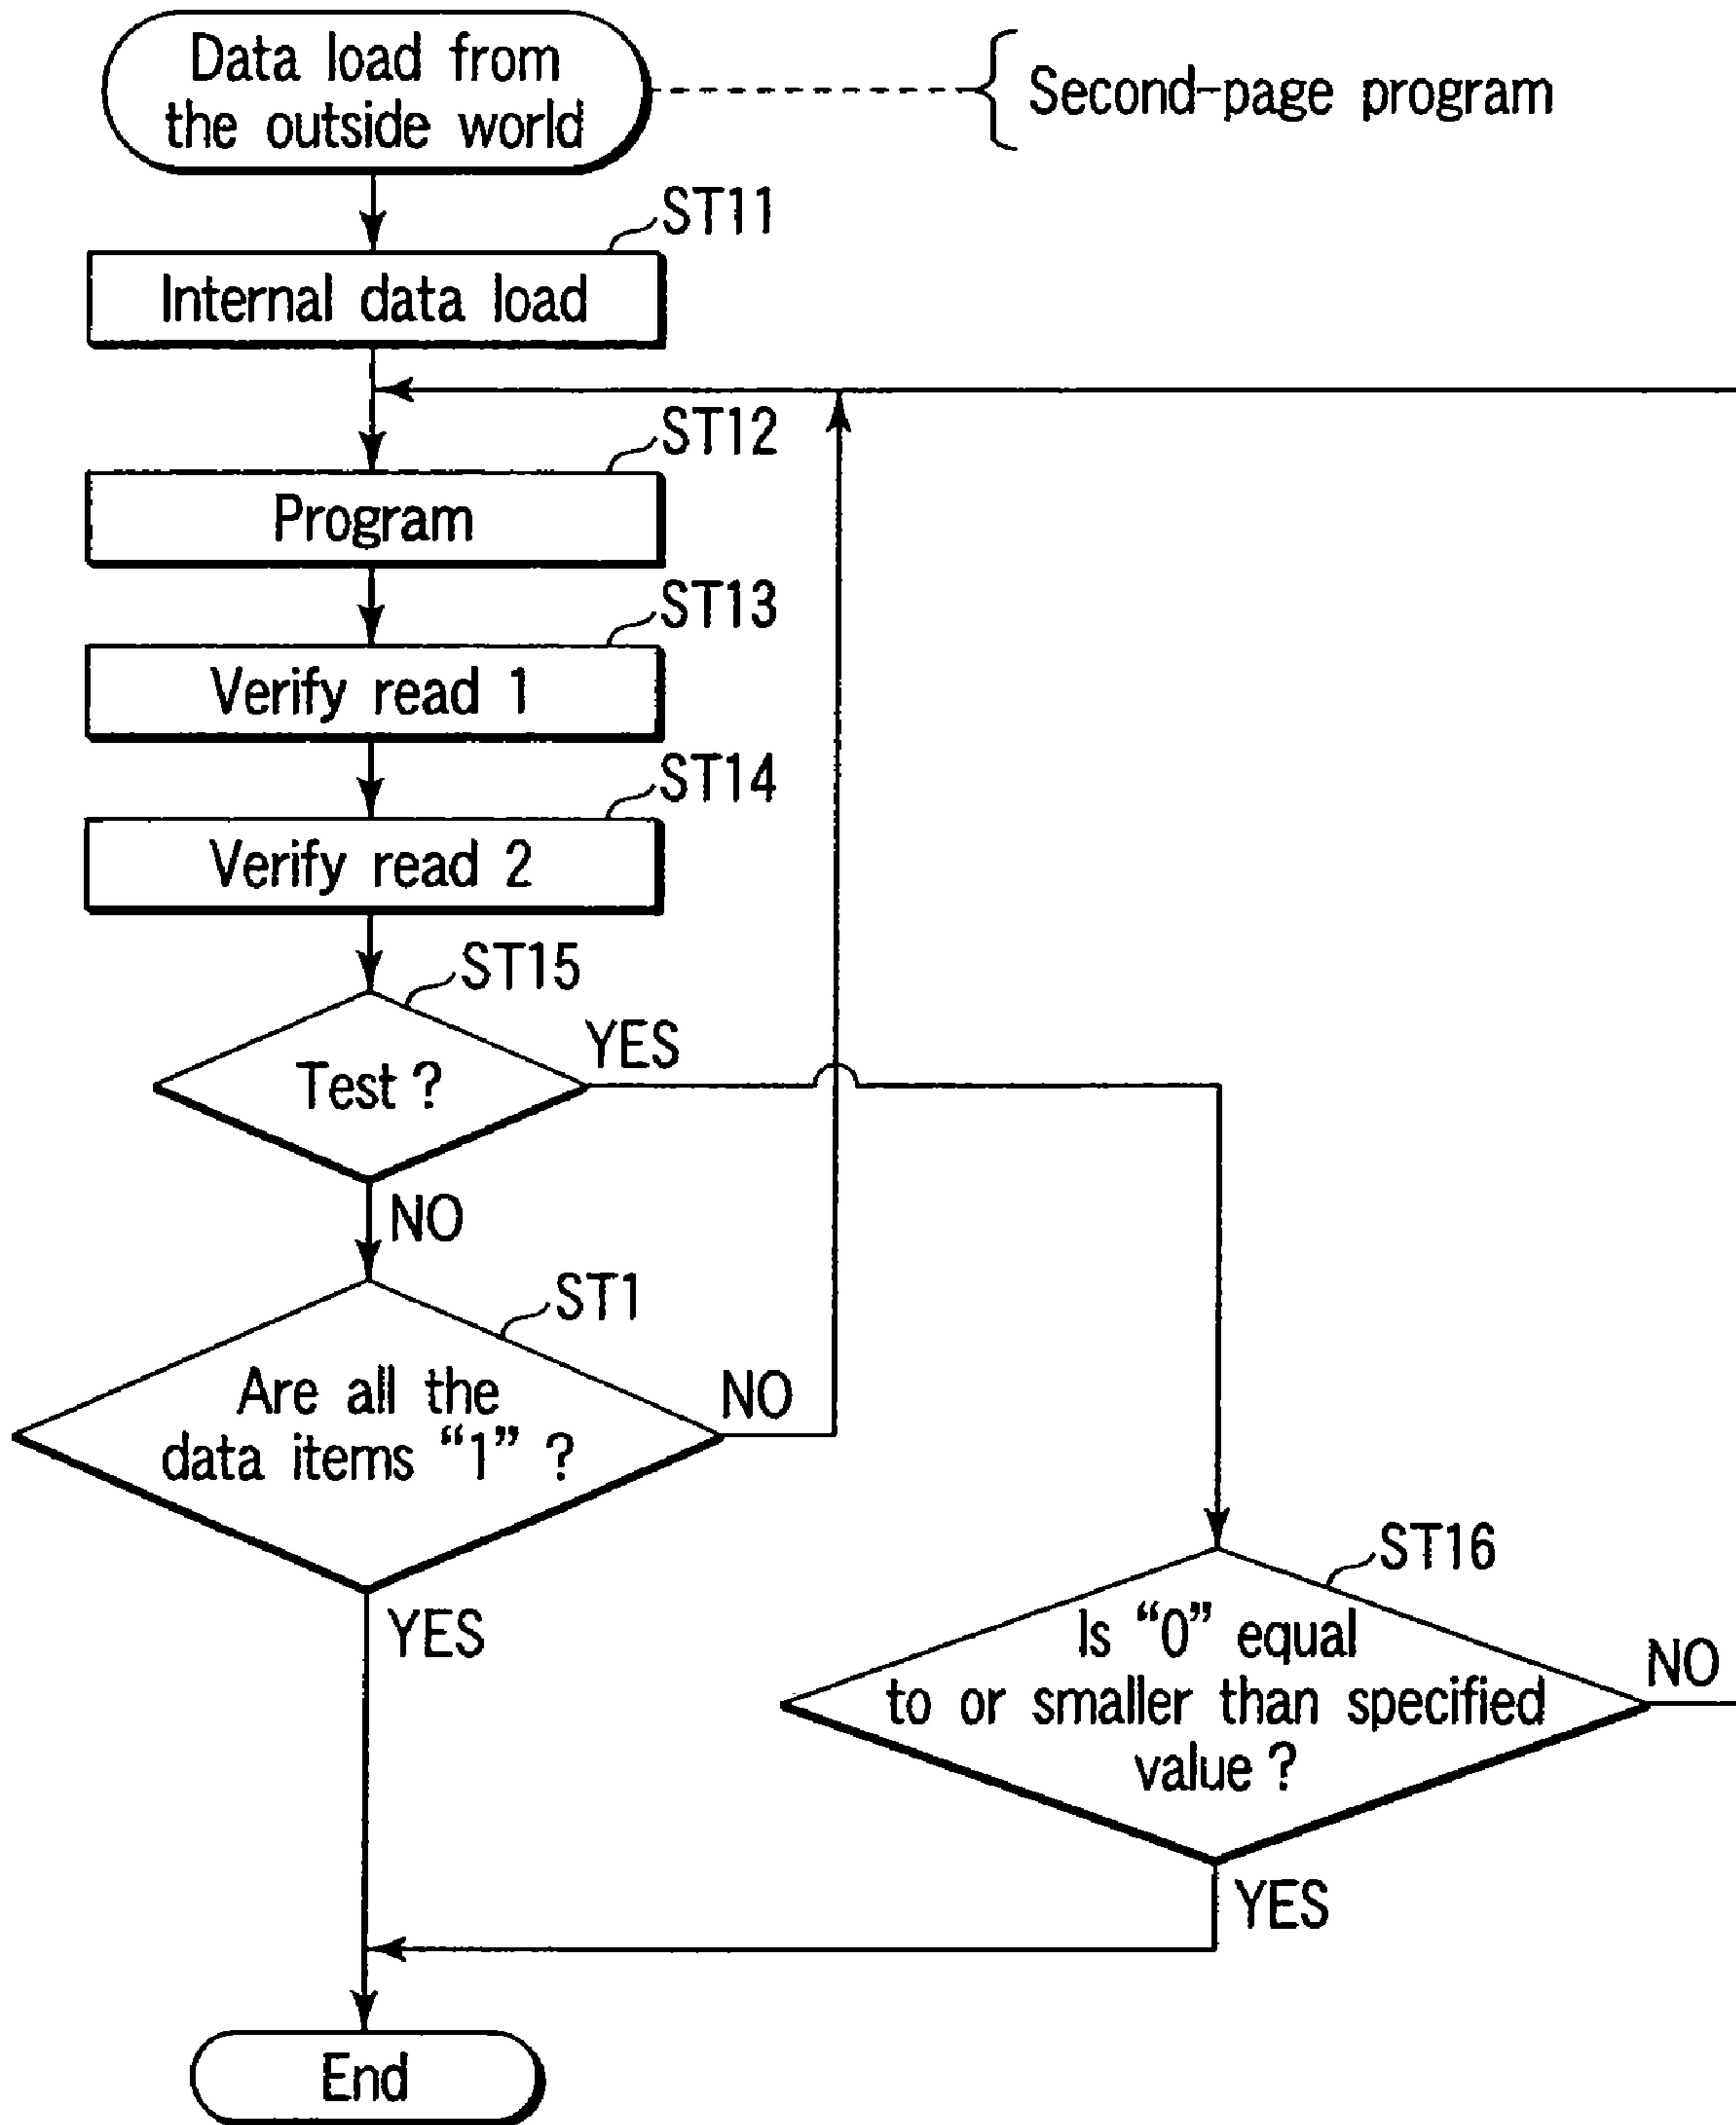 Data load from
the outside world
Second-page program
ST11
Internal data load
ST12
Program
ST13
Verify read 1
ST14
Verify read 2
ST15
Test ?
YES
NO
ST1
Are all the
data items “1” ?
NO
YES
ST16
Is “0” equal
to or smaller than specified
value ?
NO
YES
End